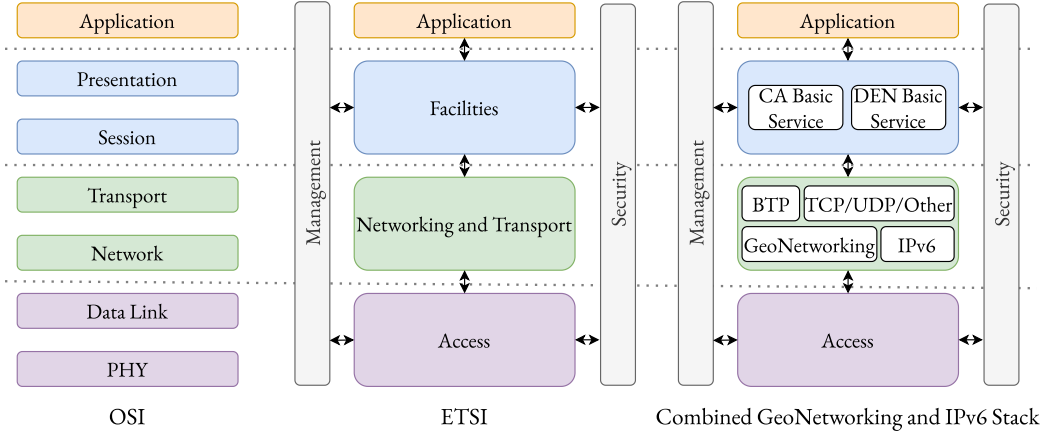 Application
Presentation
Session
Transport
Network
Data Link
PHY
OSI
Management
Application
Facilities
Networking and Transport
Access
Security
ETSI
Management
Application
CA Basic
Service
DEN Basic
Service
BTP
TCP/UDP/Other
GeoNetworking
IPv6
Access
Security
Combined GeoNetworking and IPv6 Stack